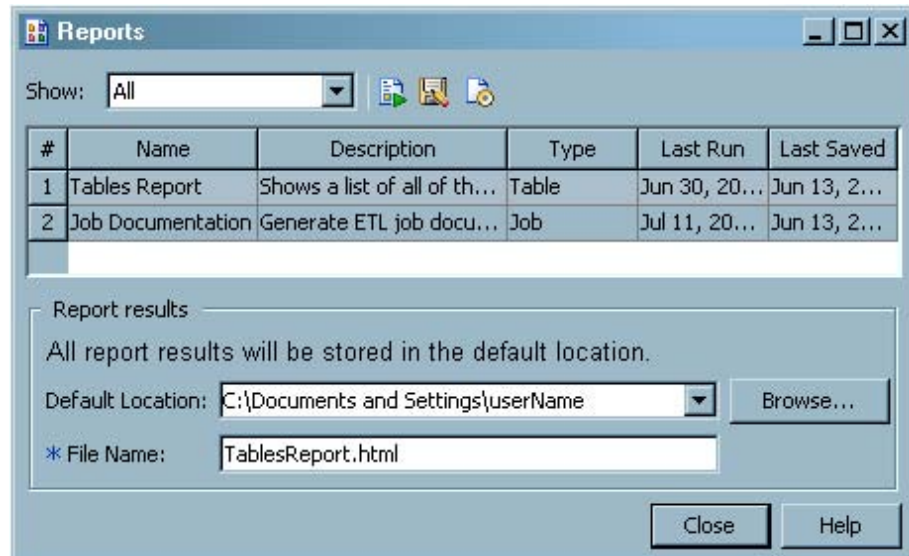 Reports
Show: All
# Name Description Type Last Run Last Saved
1 Tables Report Shows a list of all of th... Table Jun 30, 20... Jun 13, 2...
2 Job Documentation Generate ETL job docu... Job Jul 11, 20... Jun 13, 2...
Report results
All report results will be stored in the default location.
Default Location: C:\Documents and Settings\userName Browse...
* File Name: TablesReport.html
Close Help